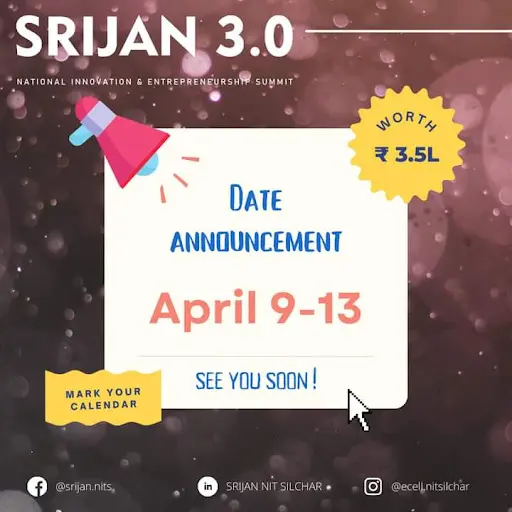 SRIJAN 3.0
NATIONAL INNOVATION & ENTREPRENEURSHIP SUMMIT
WORTH
₹ 3.5L
DATE
ANNOUNCEMENT
April 9-13
SEE YOU SOON!
MARK YOUR
CALENDAR
@srijan.nits
in SRIJAN NIT SILCHAR
@ecell.nitsilchar